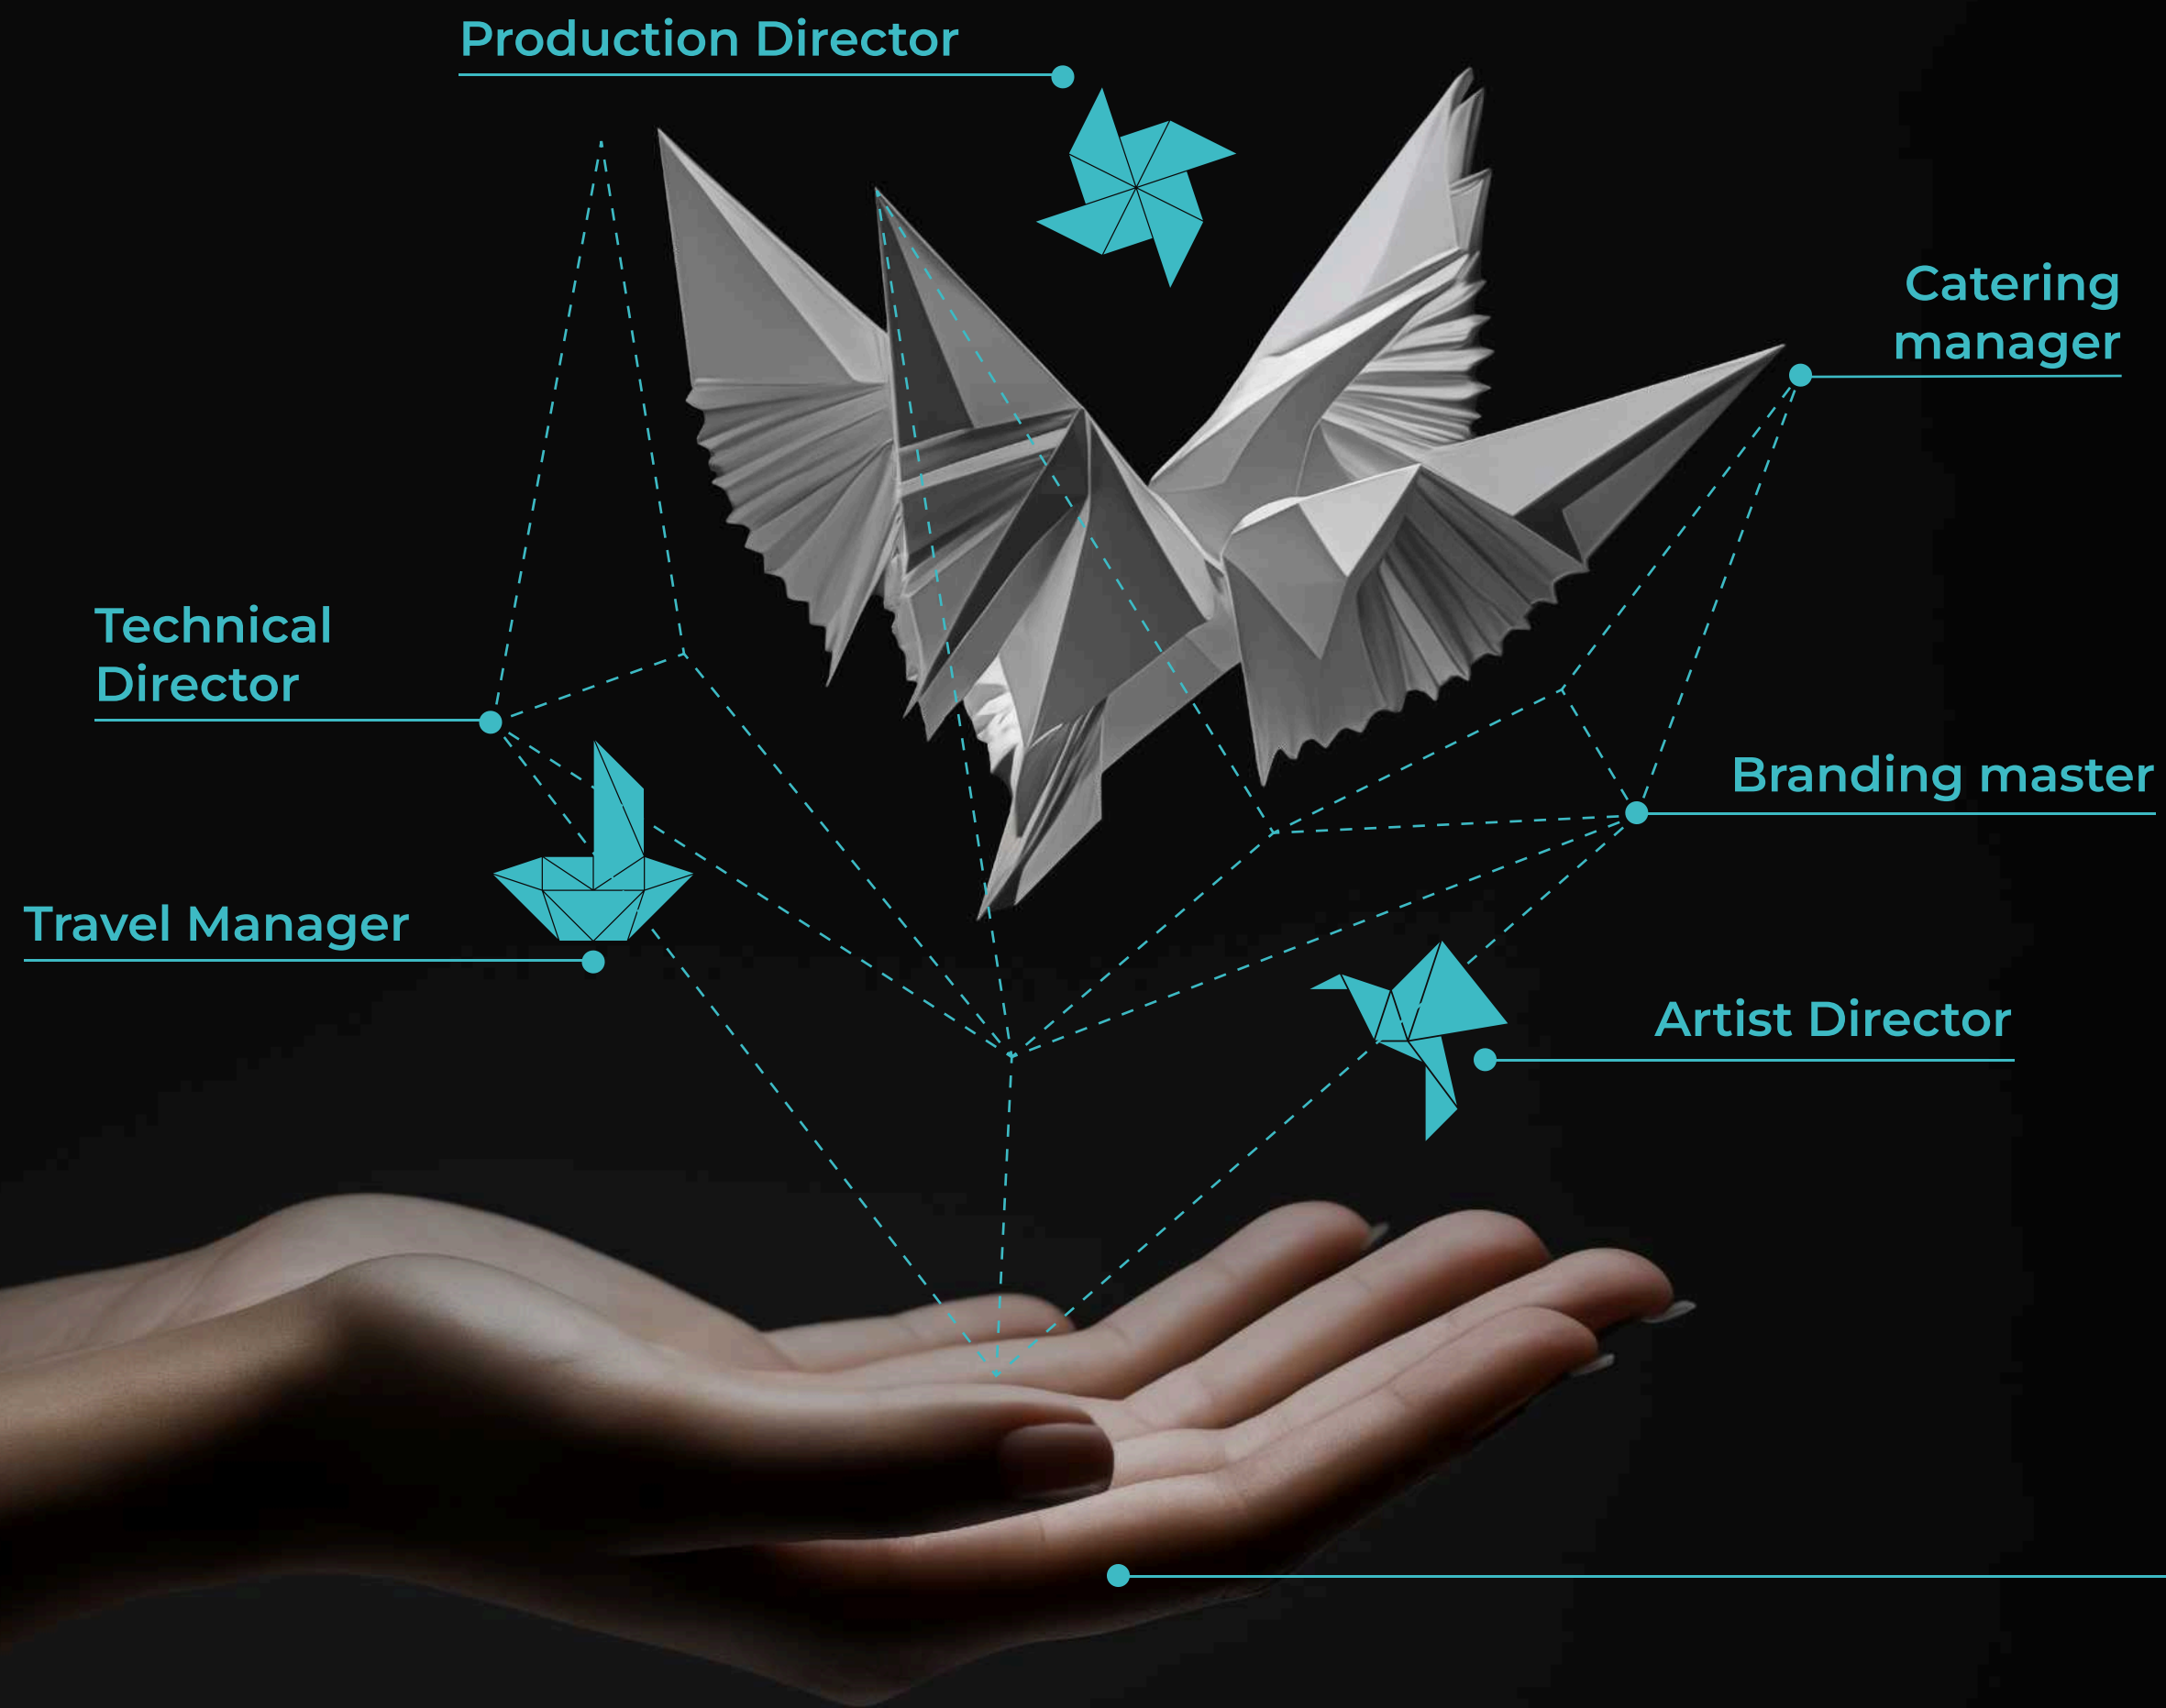 Production Director
Catering
manager
Technical
Director
Branding master
Travel Manager
Artist Director